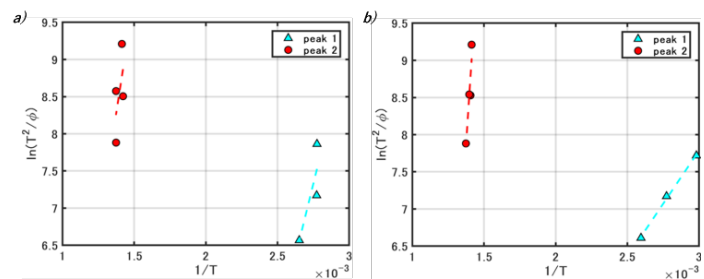 a)
9.5
9
8.5
8
7.5
7
6.5
ln(T²/ϕ)
peak 1
peak 2
1
1.5
2
2.5
3
1/T
×10⁻³
b)
9.5
9
8.5
8
7.5
7
6.5
ln(T²/ϕ)
peak 1
peak 2
1
1.5
2
2.5
3
1/T
×10⁻³